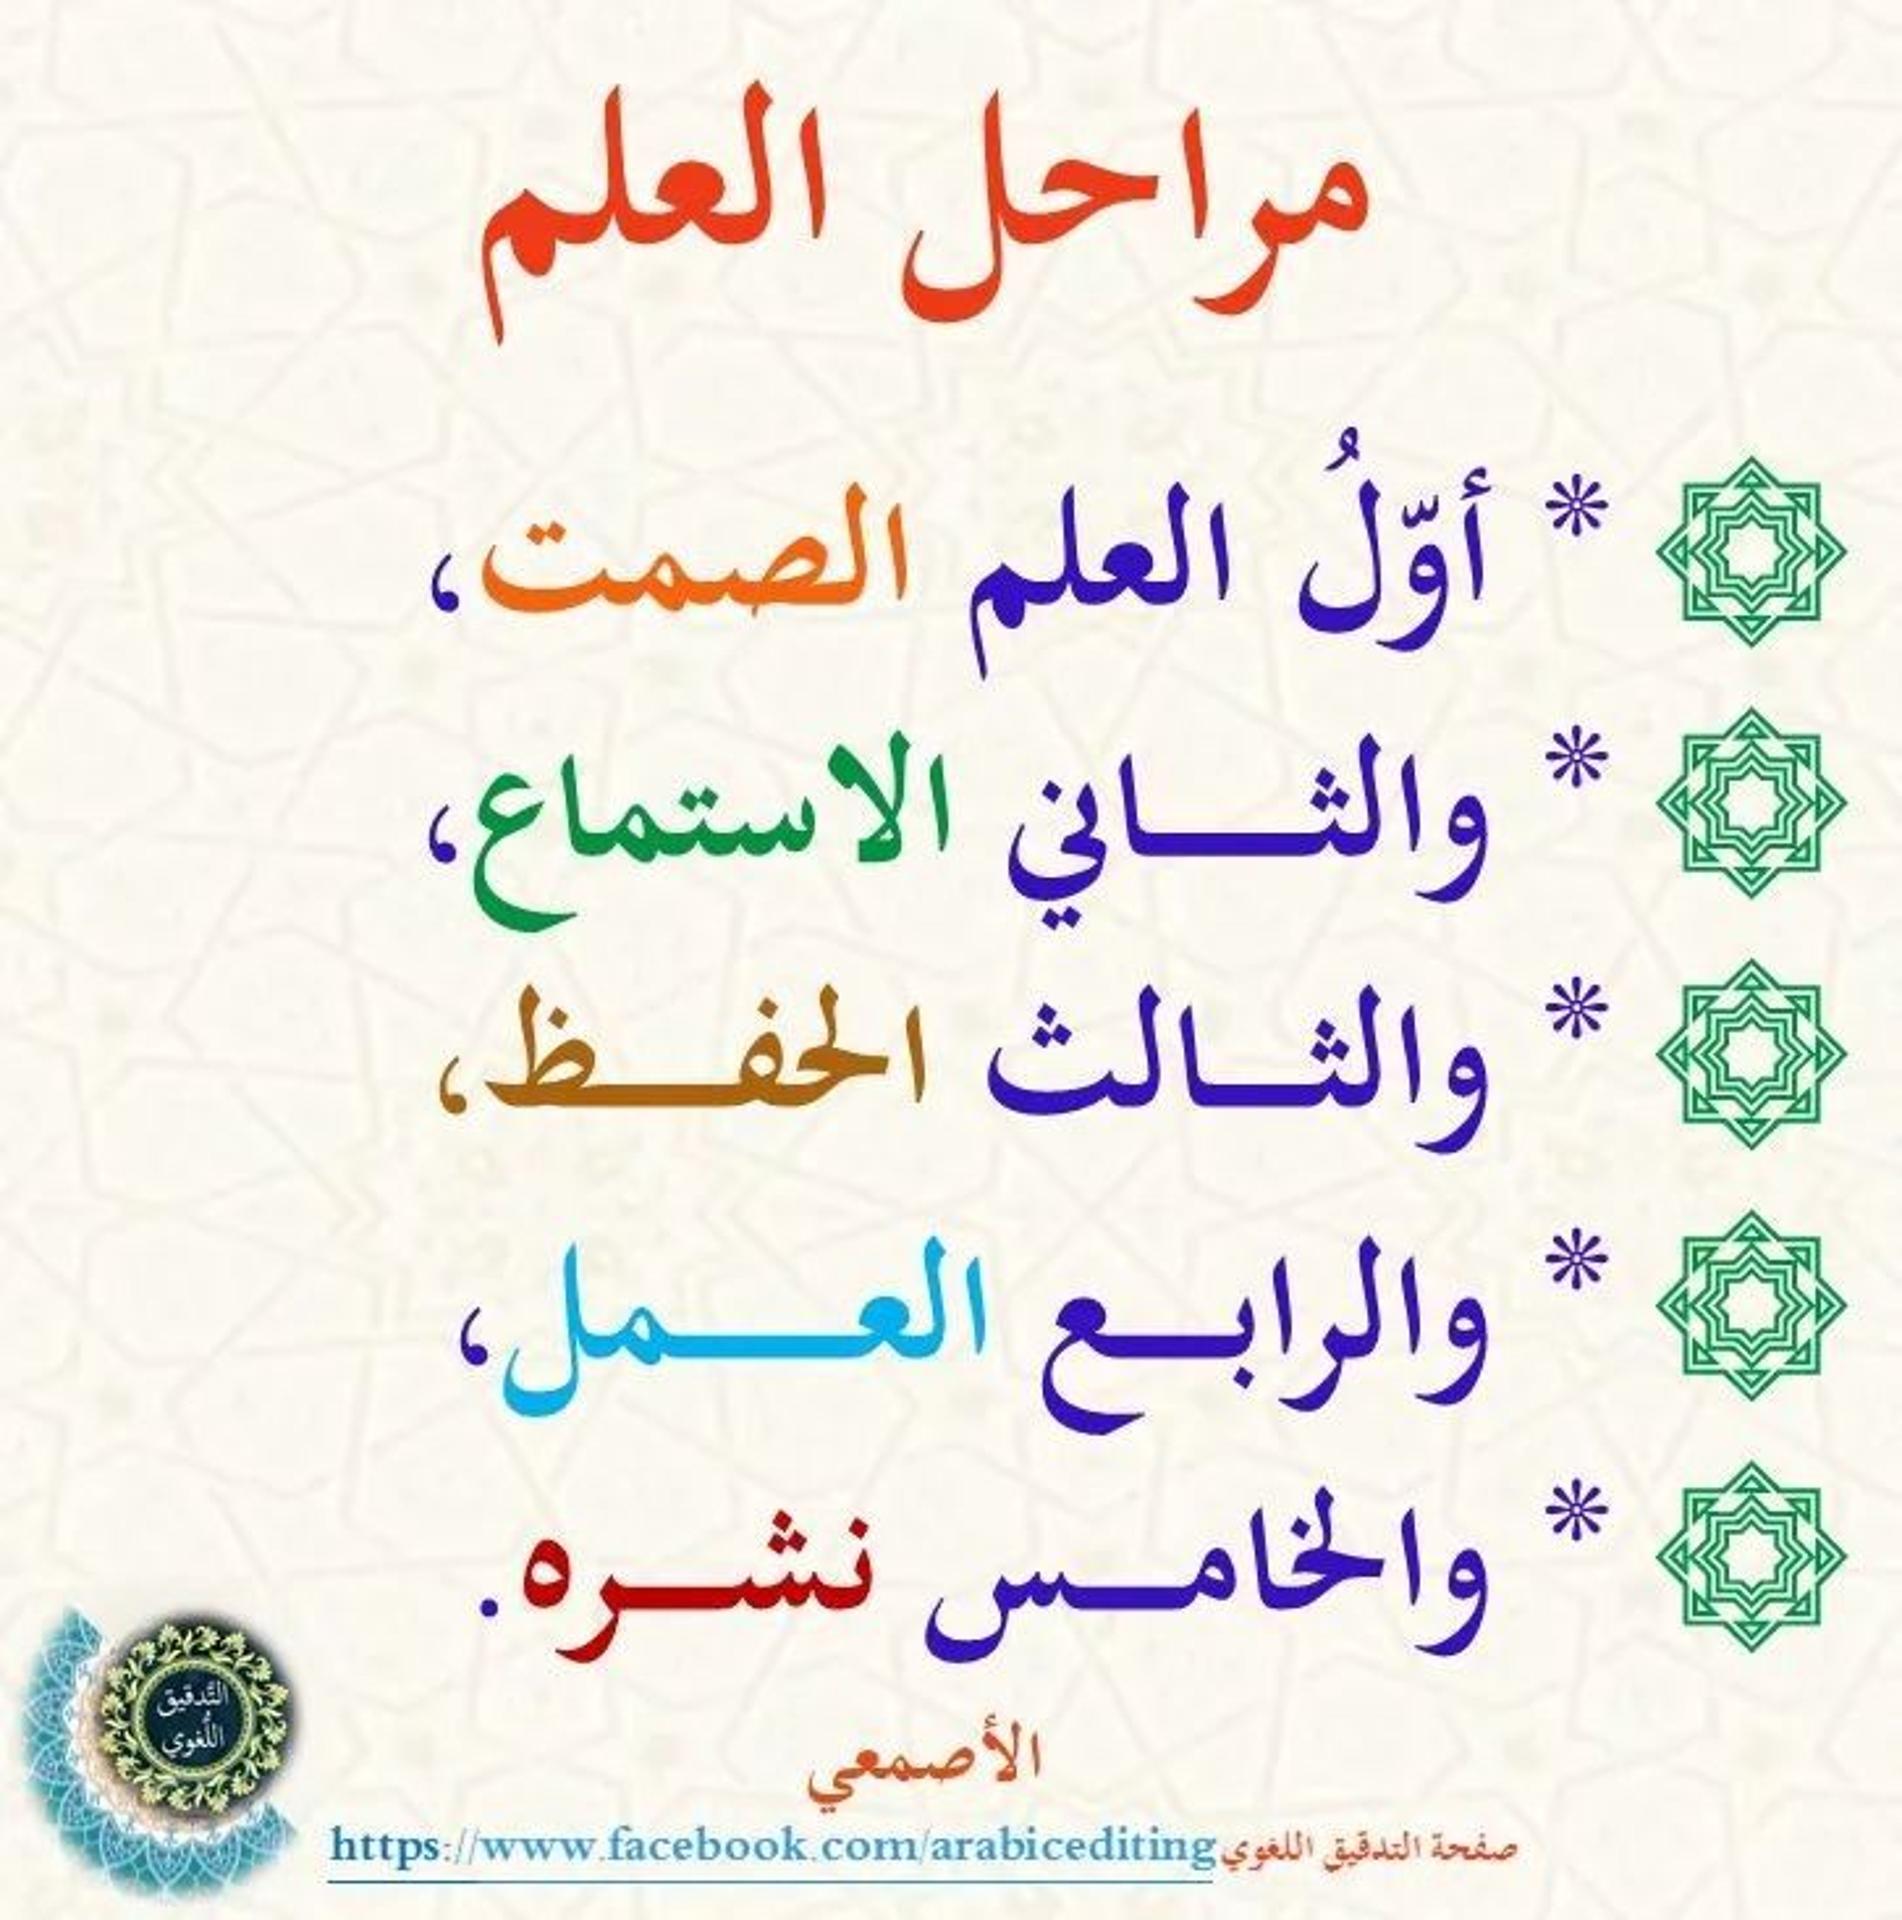 مراحل العلم
* أوّلُ العلم الصمت،
* والثـــاني الاستماع،
* والثـــالث الحفـــظ،
* والرابـــع العـــمل،
* والخامـــس نشـــره.
الأصمعي
صفحة التدقيق اللغوي https://www.facebook.com/arabicediting
التَّدقيق
اللُّغوي